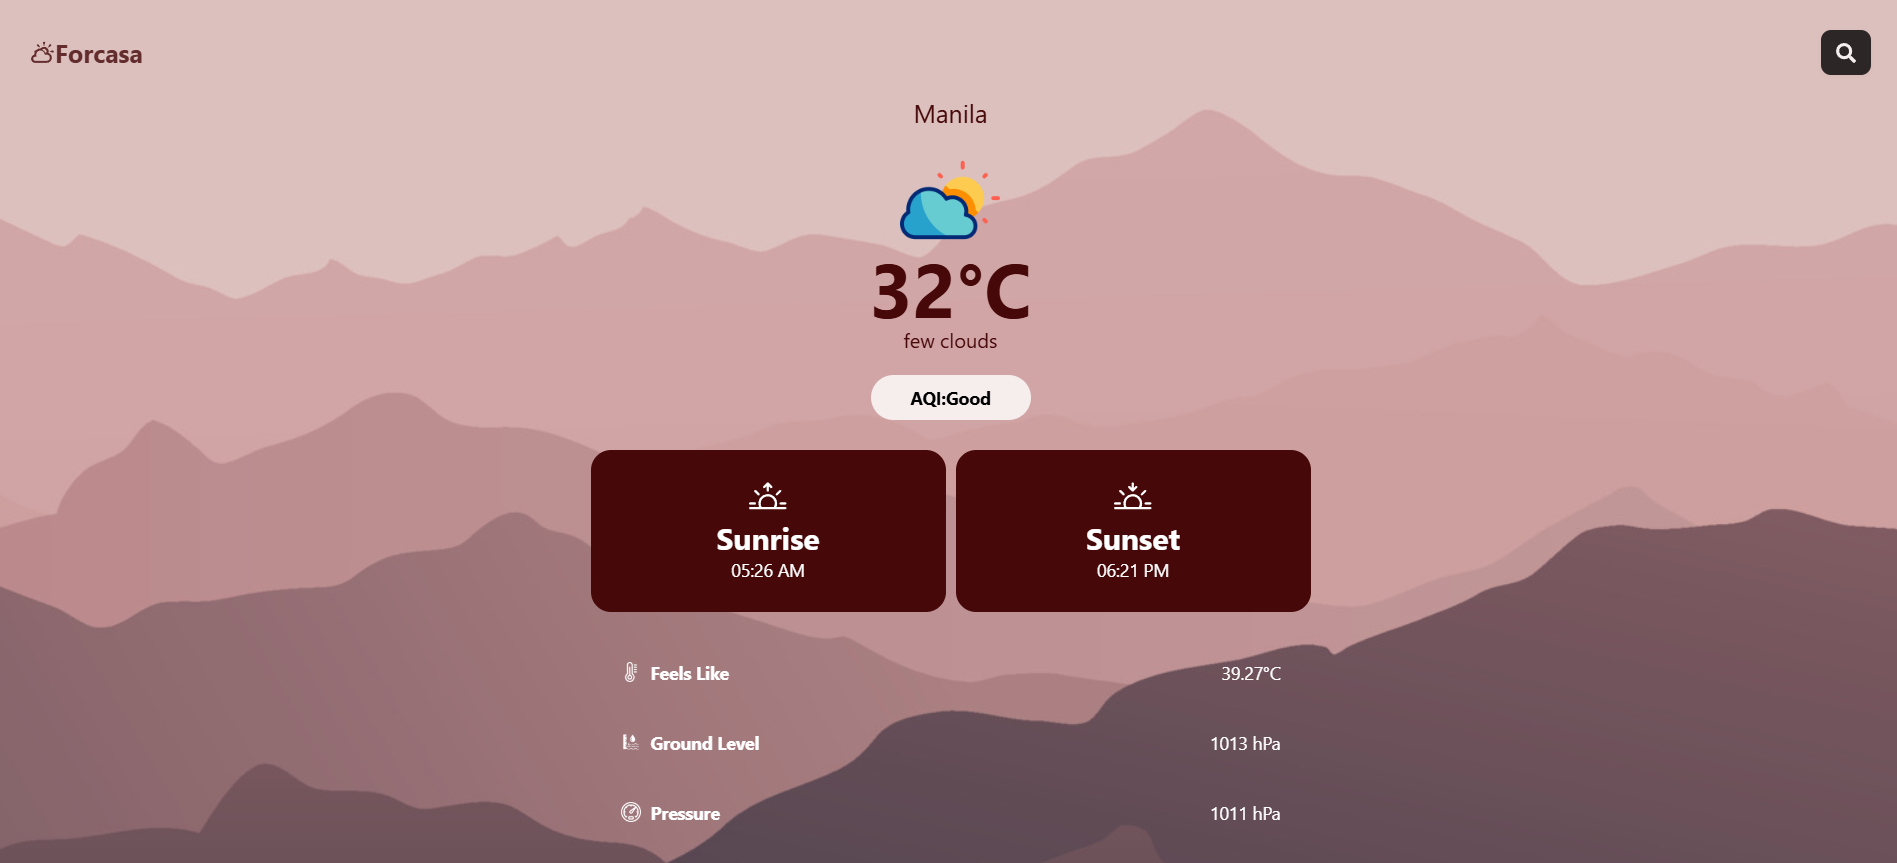 Forcasa
Manila
32°C
few clouds
AQI:Good
Sunrise
05:26 AM
Sunset
06:21 PM
Feels Like 39.27°C
Ground Level 1013 hPa
Pressure 1011 hPa